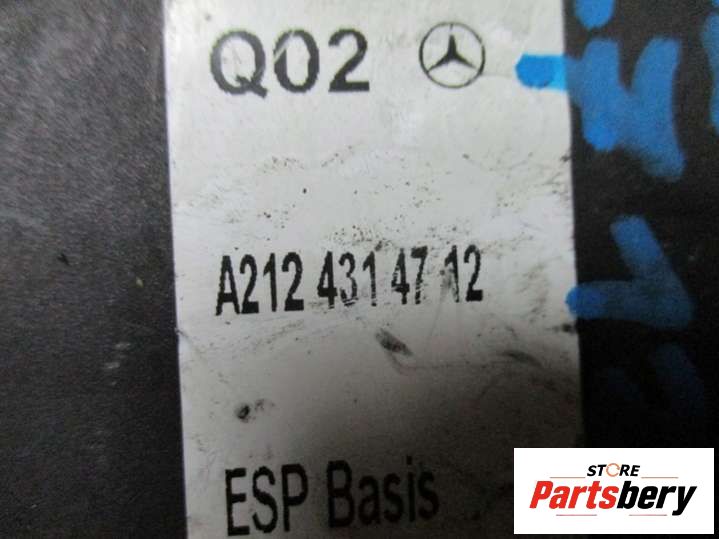 Q02
A212 431 47 12
ESP Basis
STORE
Partsbery